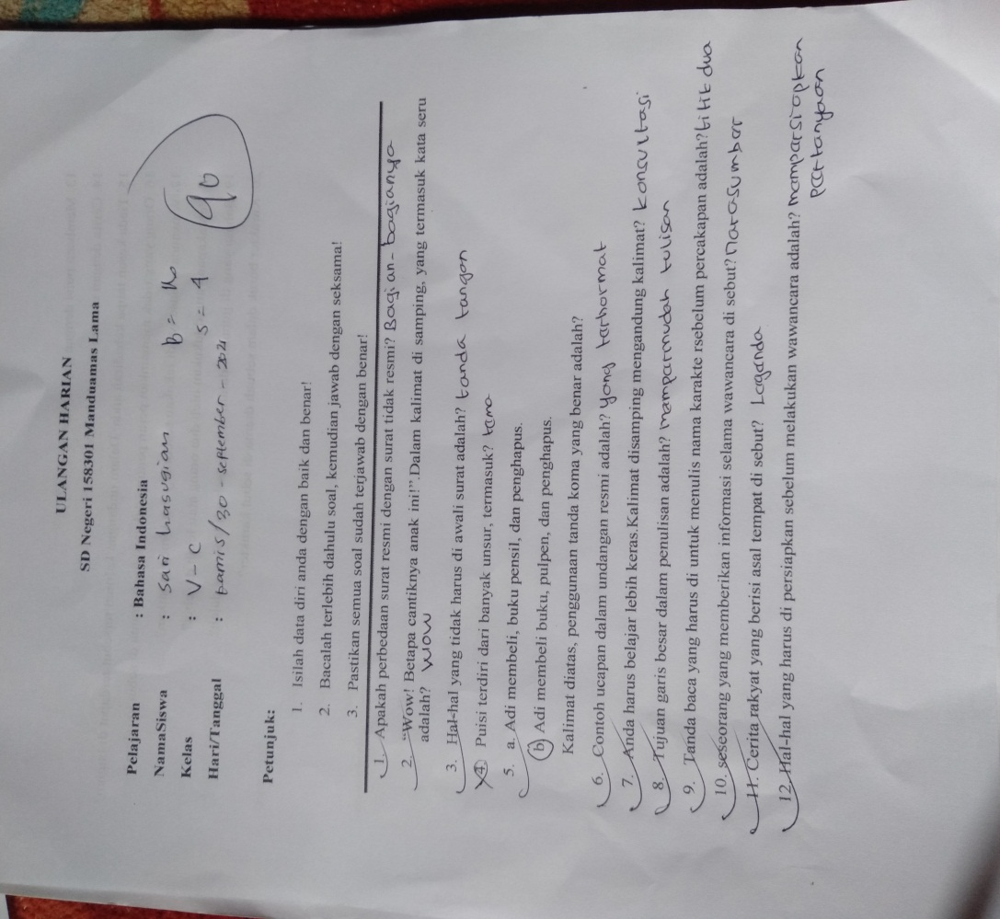 ULANGAN HARIAN
SD Negeri 158301 Manduamas Lama
Pelajaran : Bahasa Indonesia
NamaSiswa : Sari hasugian
Kelas : V - C
Hari/Tanggal : kamis/30 - September - 2021
B =
S = 4
90
Petunjuk:
1. Isilah data diri anda dengan baik dan benar!
2. Bacalah terlebih dahulu soal, kemudian jawab dengan seksama!
3. Pastikan semua soal sudah terjawab dengan benar!
1. Apakah perbedaan surat resmi dengan surat tidak resmi? Bagian-bagianya
2. "Wow! Betapa cantiknya anak ini!".Dalam kalimat di samping, yang termasuk kata seru
adalah? Wow
3. Hal-hal yang tidak harus di awali surat adalah? tanda tangan
4. Puisi terdiri dari banyak unsur, termasuk? tema
5. a. Adi membeli, buku pensil, dan penghapus.
b) Adi membeli buku, pulpen, dan penghapus.
Kalimat diatas, penggunaan tanda koma yang benar adalah?
6. Contoh ucapan dalam undangan resmi adalah? yang terhormat
7. Anda harus belajar lebih keras.Kalimat disamping mengandung kalimat? konsultasi
8. Tujuan garis besar dalam penulisan adalah? mempermudah tulisan
9. Tanda baca yang harus di untuk menulis nama karakte rsebelum percakapan adalah? titik dua
10. seseorang yang memberikan informasi selama wawancara di sebut? narasumber
11. Cerita rakyat yang berisi asal tempat di sebut? Legenda
12. Hal-hal yang harus di persiapkan sebelum melakukan wawancara adalah? mempersiapkan
pertanyaan